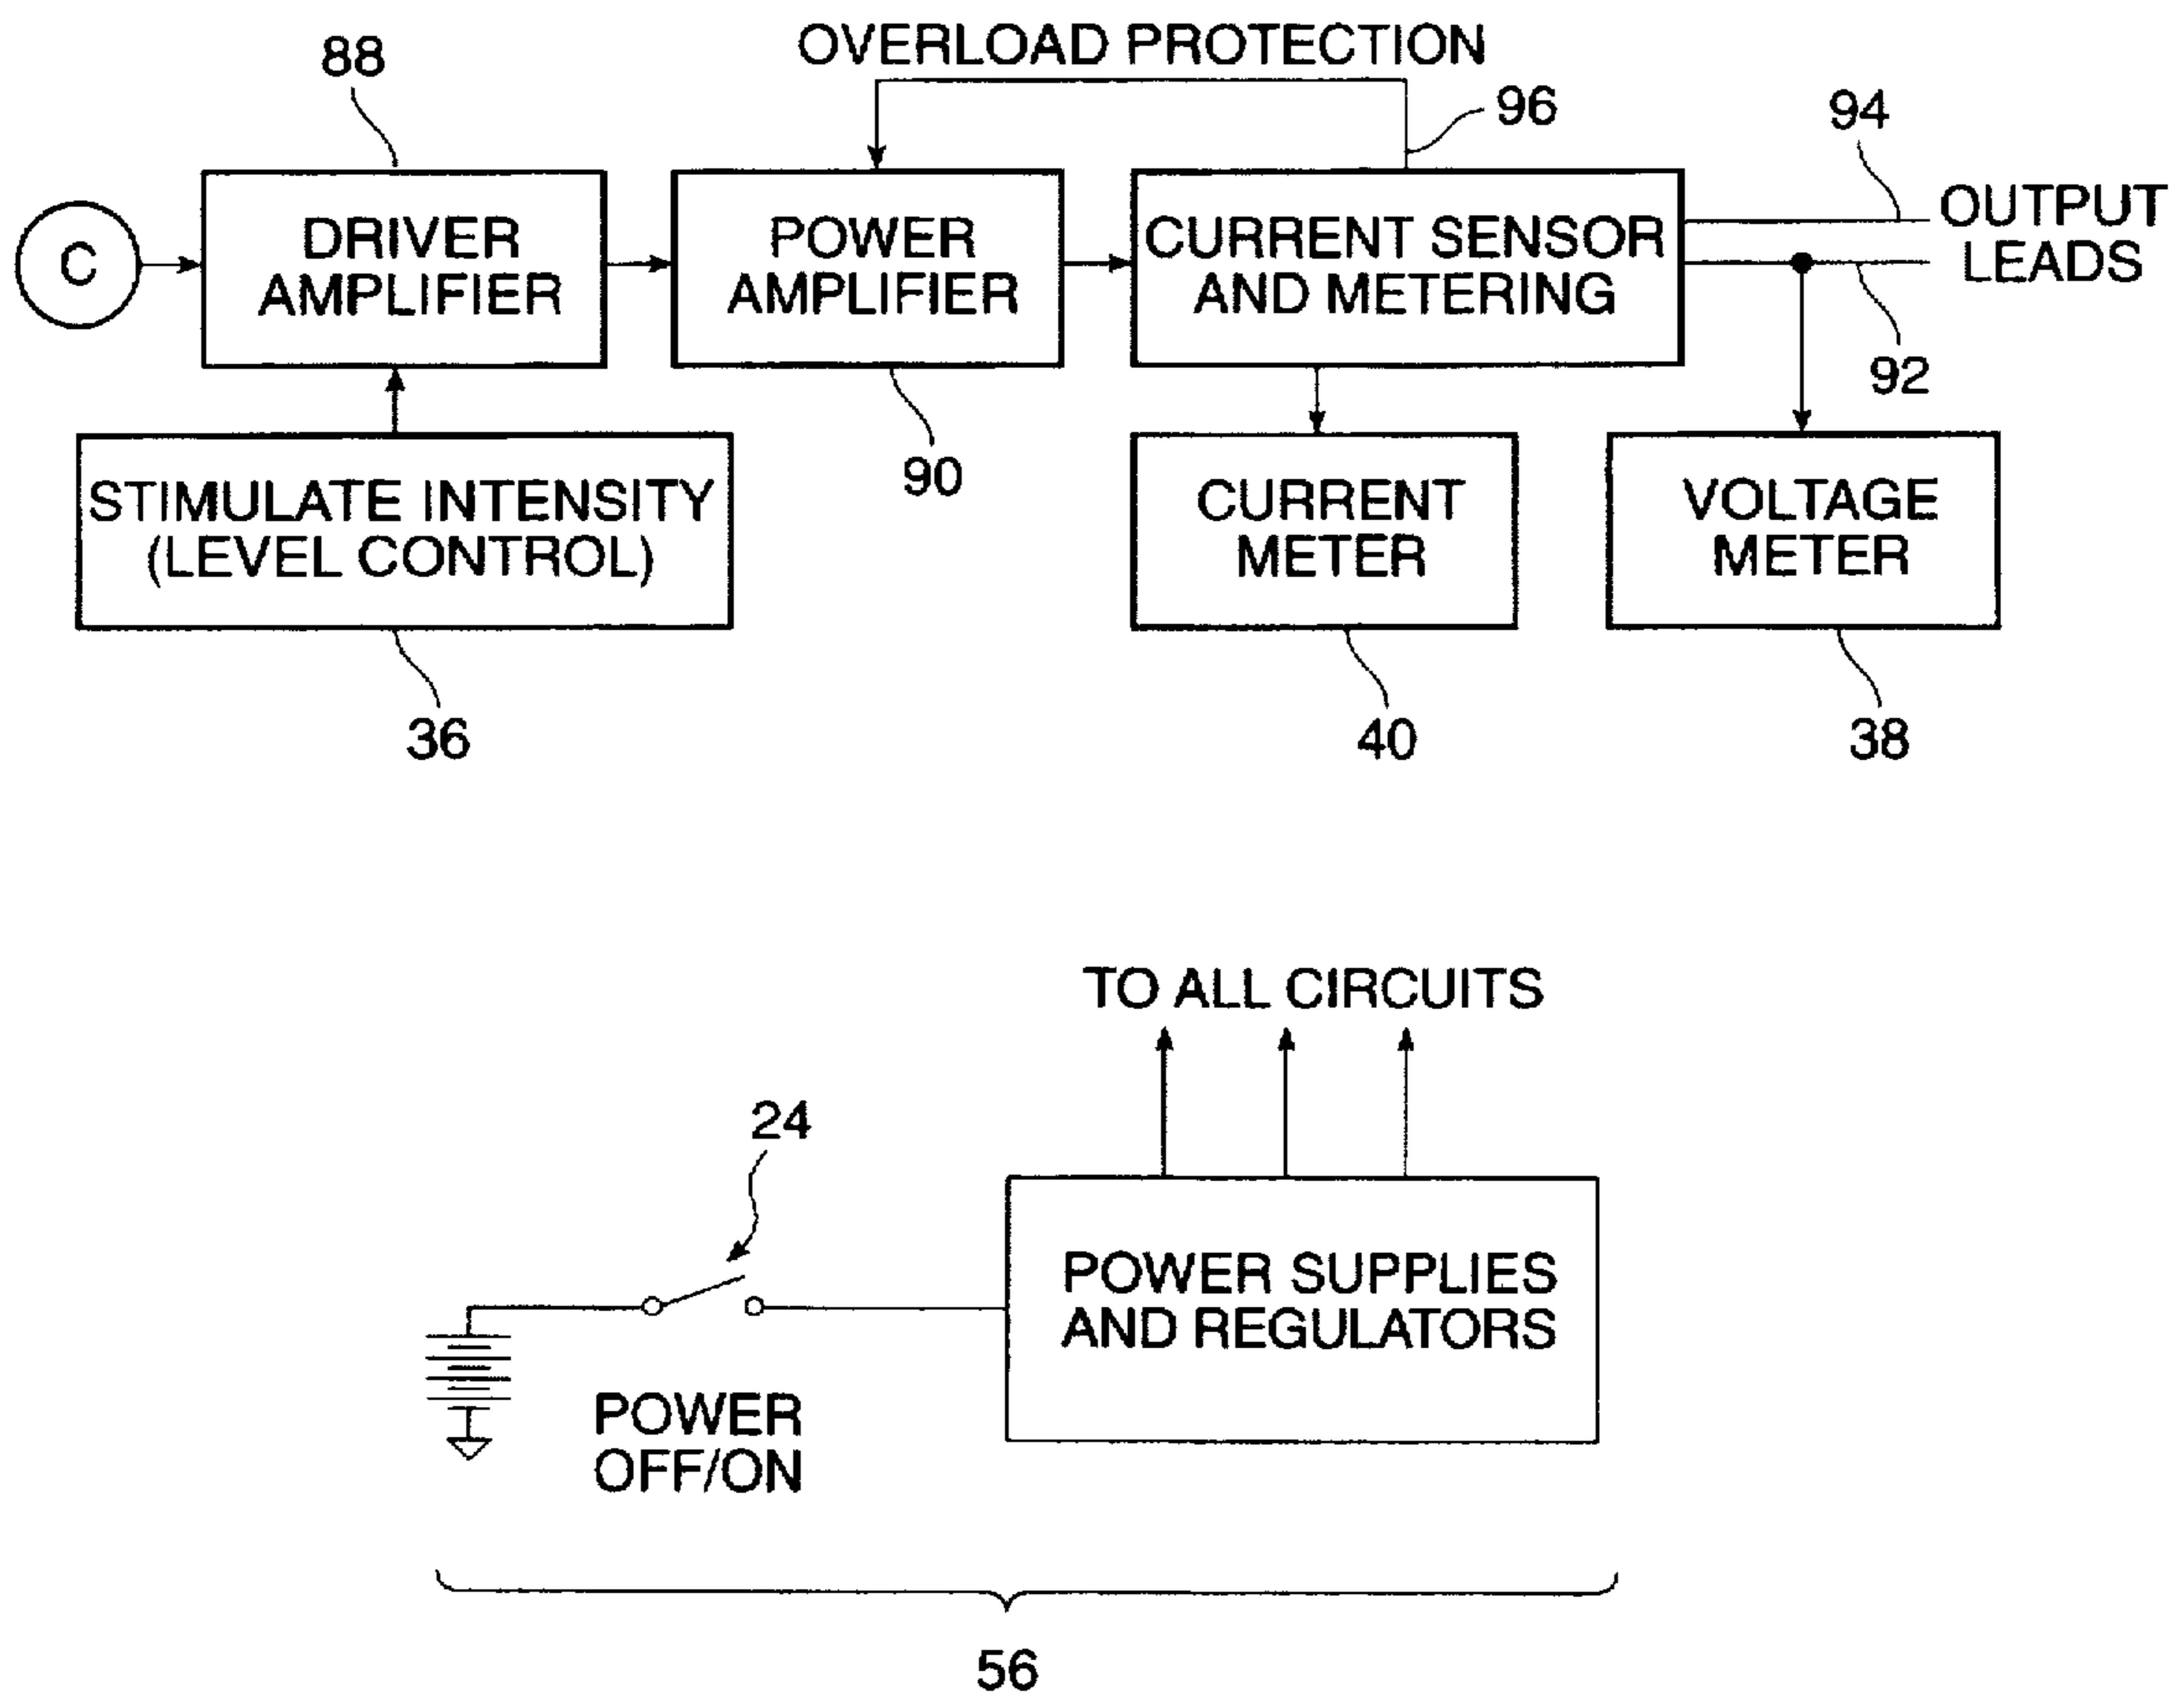 OVERLOAD PROTECTION
88
96
94
C
DRIVER
AMPLIFIER
POWER
AMPLIFIER
CURRENT SENSOR
AND METERING
OUTPUT
LEADS
92
90
STIMULATE INTENSITY
(LEVEL CONTROL)
CURRENT
METER
VOLTAGE
METER
36
40
38
TO ALL CIRCUITS
24
POWER SUPPLIES
AND REGULATORS
POWER
OFF/ON
56